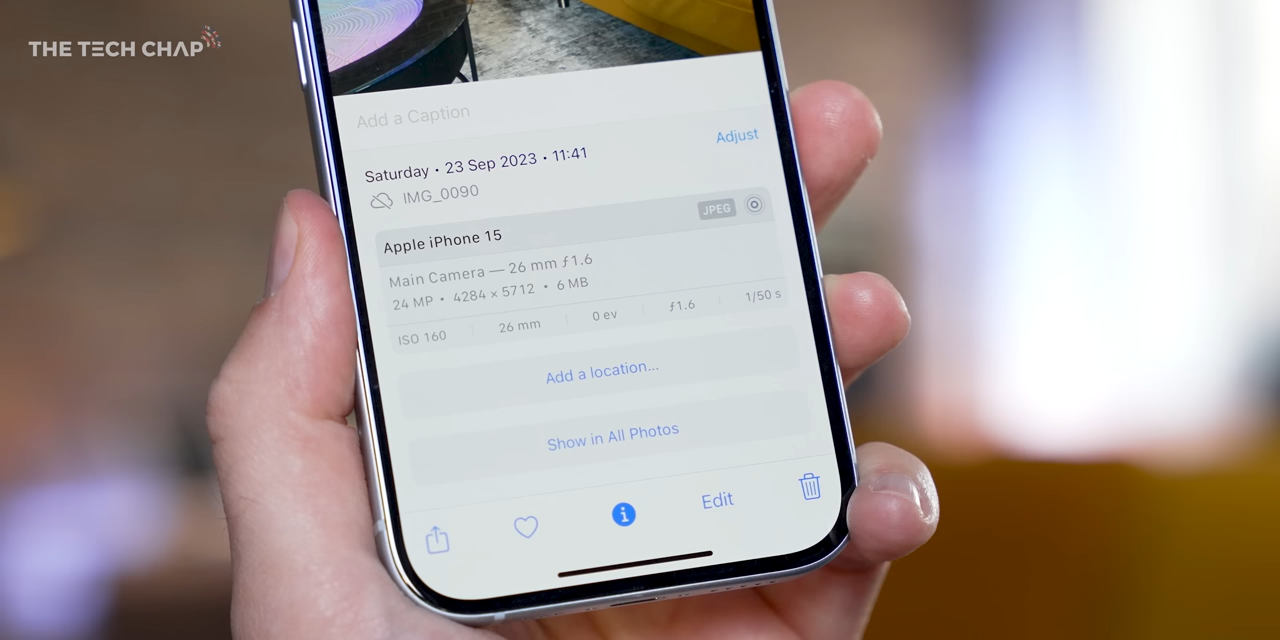 THE TECH CHAP
Add a Caption
Saturday • 23 Sep 2023 • 11:41
Adjust
IMG_0090
Apple iPhone 15
JPEG
Main Camera — 26 mm ƒ1.6
24 MP • 4284 × 5712 • 6 MB
ISO 160 26 mm 0 ev ƒ1.6 1/50 s
Add a location...
Show in All Photos
Edit